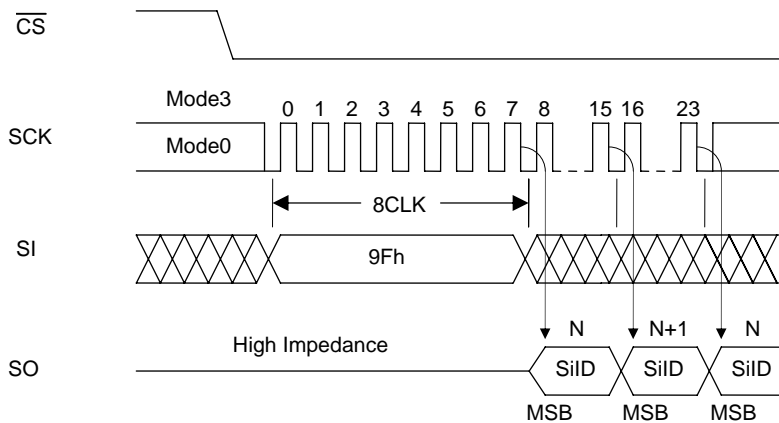 CS
Mode3
0 1 2 3 4 5 6 7 8 15 16 23
SCK
Mode0
8CLK
SI
9Fh
N N+1 N
High Impedance
SO
SiID SiID SiID
MSB MSB MSB